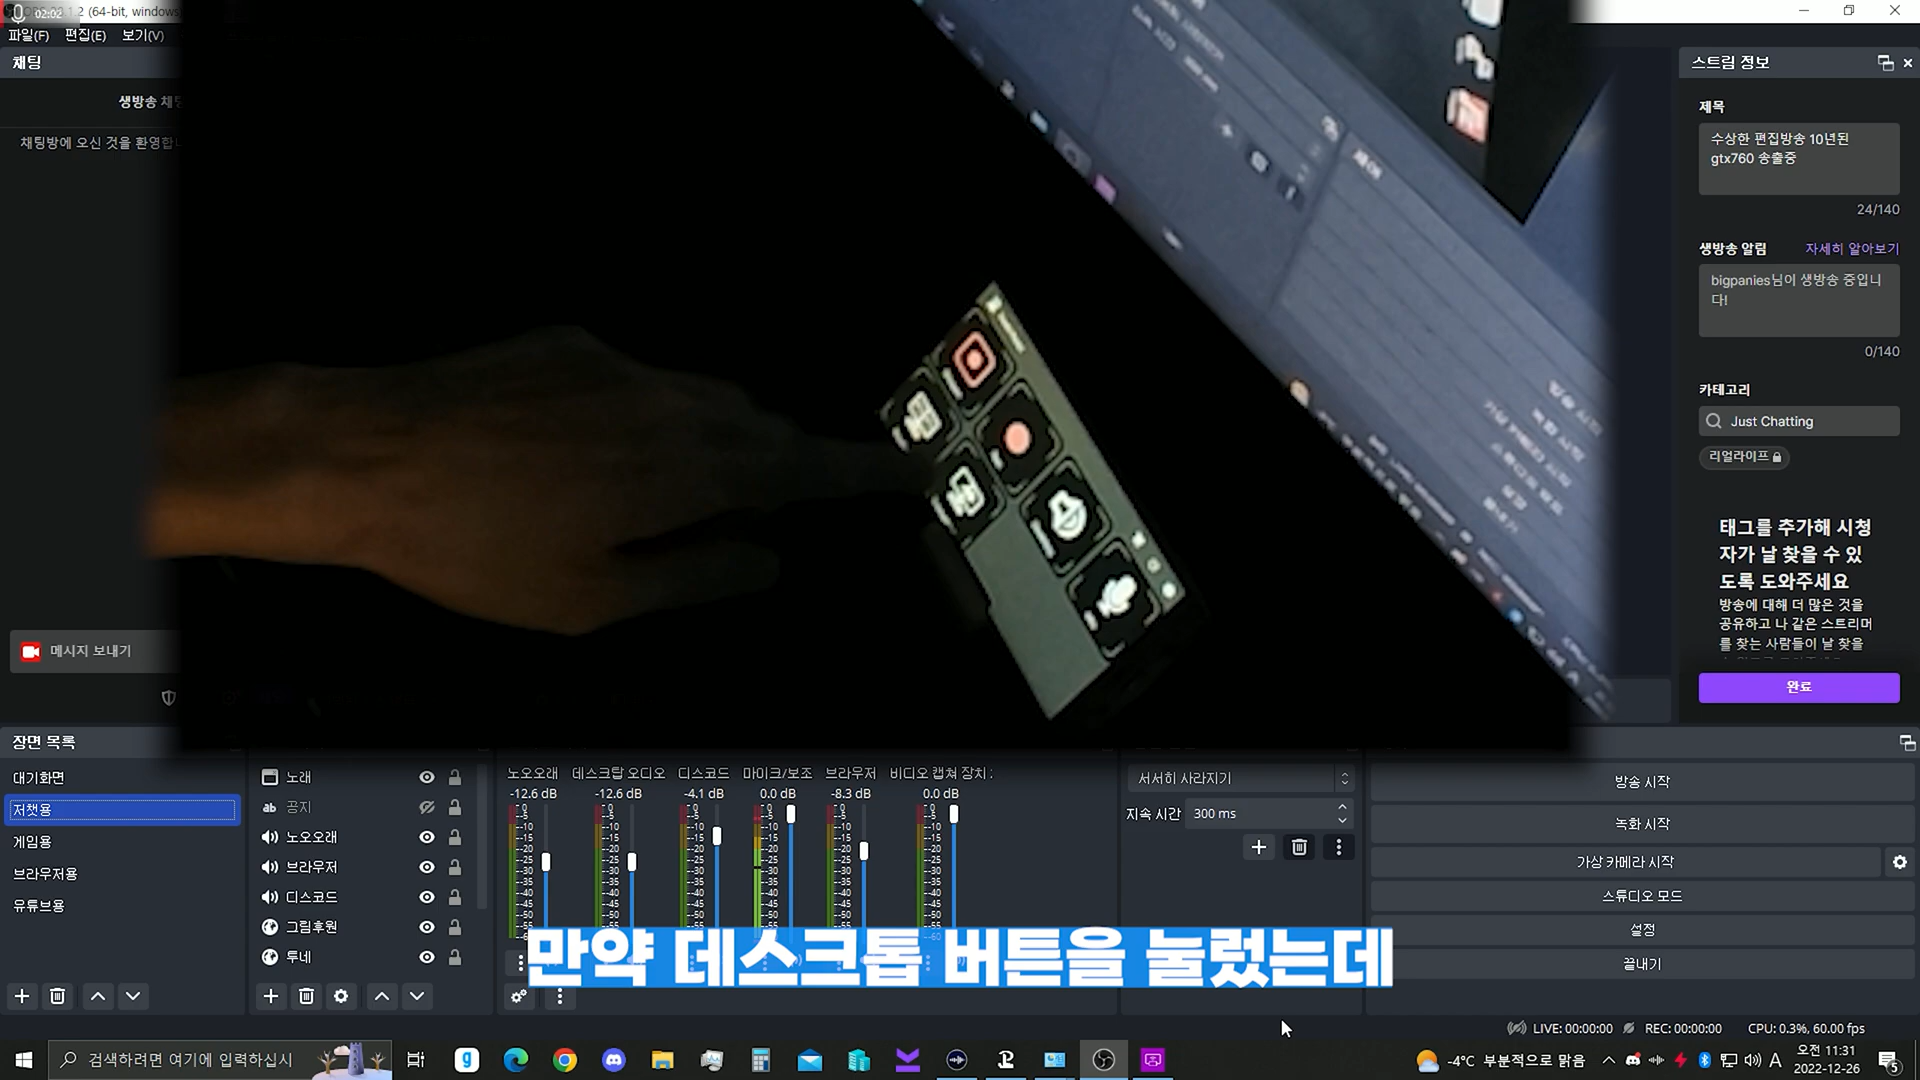 02:02
.1.2 (64-bit, windows
파일(F) 편집(E) 보기(V)
채팅
생방송 채팅
채팅방에 오신 것을 환영합니
메시지 보내기
스트림 정보
제목
수상한 편집방송 10년된
gtx760 송출중
24/140
생방송 알림 자세히 알아보기
bigpanies님이 생방송 중입니
다!
0/140
카테고리
Just Chatting
리얼라이프
태그를 추가해 시청
자가 날 찾을 수 있
도록 도와주세요
방송에 대해 더 많은 것을
공유하고 나 같은 스트리머
를 찾는 사람들이 날 찾을
완료
장면 목록
대기화면
저챗용
게임용
브라우저용
유튜브용
노래
공지
노오오래
브라우저
디스코드
그림후원
투네
노오오래 데스크탑 오디오 디스코드 마이크/보조 브라우저 비디오 캡쳐 장치 :
-12.6 dB -12.6 dB -4.1 dB 0.0 dB -8.3 dB 0.0 dB
서서히 사라지기
지속 시간 300 ms
방송 시작
녹화 시작
가상 카메라 시작
스튜디오 모드
설정
끝내기
만약 데스크톱 버튼을 눌렀는데
LIVE: 00:00:00 REC: 00:00:00 CPU: 0.3%, 60.00 fps
검색하려면 여기에 입력하십시
-4°C 부분적으로 맑음
A
오전 11:31
2022-12-26
5